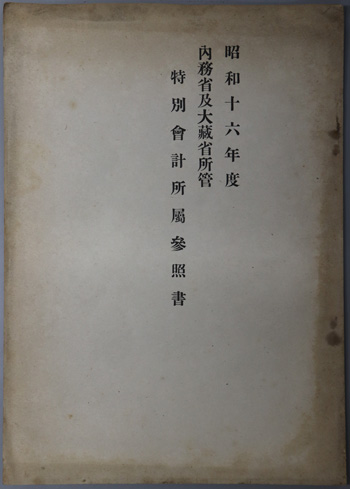 昭和十六年度
內務省及大藏省所管
特別會計所屬參照書